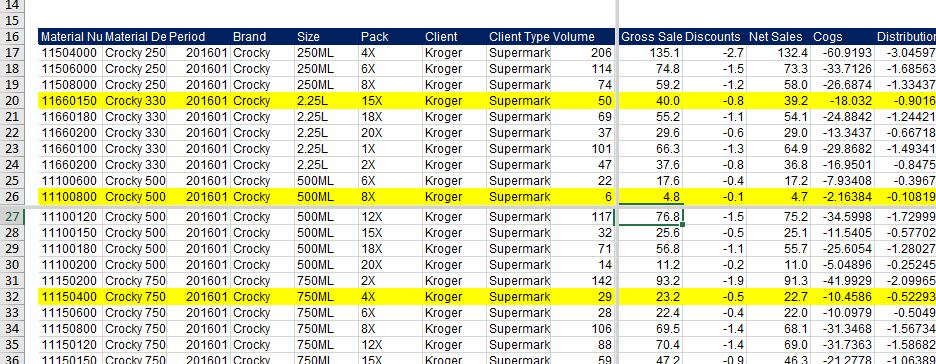 14
15
16 Material Nu Material De Period Brand Size Pack Client Client Type Volume Gross Sale Discounts Net Sales Cogs Distribution
17 11504000 Crocky 250 201601 Crocky 250ML 4X Kroger Supermark 206 135.1 -2.7 132.4 -60.9193 -3.04597
18 11506000 Crocky 250 201601 Crocky 250ML 6X Kroger Supermark 114 74.8 -1.5 73.3 -33.7126 -1.68563
19 11508000 Crocky 250 201601 Crocky 250ML 8X Kroger Supermark 74 59.2 -1.2 58.0 -26.6874 -1.33437
20 11660150 Crocky 330 201601 Crocky 2.25L 15X Kroger Supermark 50 40.0 -0.8 39.2 -18.032 -0.9016
21 11660180 Crocky 330 201601 Crocky 2.25L 18X Kroger Supermark 69 55.2 -1.1 54.1 -24.8842 -1.24421
22 11660200 Crocky 330 201601 Crocky 2.25L 20X Kroger Supermark 37 29.6 -0.6 29.0 -13.3437 -0.66718
23 11660100 Crocky 330 201601 Crocky 2.25L 1X Kroger Supermark 101 66.3 -1.3 64.9 -29.8682 -1.49341
24 11660200 Crocky 330 201601 Crocky 2.25L 2X Kroger Supermark 47 37.6 -0.8 36.8 -16.9501 -0.8475
25 11100600 Crocky 500 201601 Crocky 500ML 6X Kroger Supermark 22 17.6 -0.4 17.2 -7.93408 -0.3967
26 11100800 Crocky 500 201601 Crocky 500ML 8X Kroger Supermark 6 4.8 -0.1 4.7 -2.16384 -0.10819
27 11100120 Crocky 500 201601 Crocky 500ML 12X Kroger Supermark 117 76.8 -1.5 75.2 -34.5998 -1.72999
28 11100150 Crocky 500 201601 Crocky 500ML 15X Kroger Supermark 32 25.6 -0.5 25.1 -11.5405 -0.57702
29 11100180 Crocky 500 201601 Crocky 500ML 18X Kroger Supermark 71 56.8 -1.1 55.7 -25.6054 -1.28027
30 11100200 Crocky 500 201601 Crocky 500ML 20X Kroger Supermark 14 11.2 -0.2 11.0 -5.04896 -0.25245
31 11150200 Crocky 750 201601 Crocky 750ML 2X Kroger Supermark 142 93.2 -1.9 91.3 -41.9929 -2.09965
32 11150400 Crocky 750 201601 Crocky 750ML 4X Kroger Supermark 29 23.2 -0.5 22.7 -10.4586 -0.52293
33 11150600 Crocky 750 201601 Crocky 750ML 6X Kroger Supermark 28 22.4 -0.4 22.0 -10.0979 -0.5049
34 11150800 Crocky 750 201601 Crocky 750ML 8X Kroger Supermark 106 69.5 -1.4 68.1 -31.3468 -1.56734
35 11150120 Crocky 750 201601 Crocky 750ML 12X Kroger Supermark 88 70.4 -1.4 69.0 -31.7363 -1.58682
36 11150150 Crocky 750 201601 Crocky 750ML 15X Kroger Supermark 59 47.2 -0.9 46.3 -21.2778 -1.06389